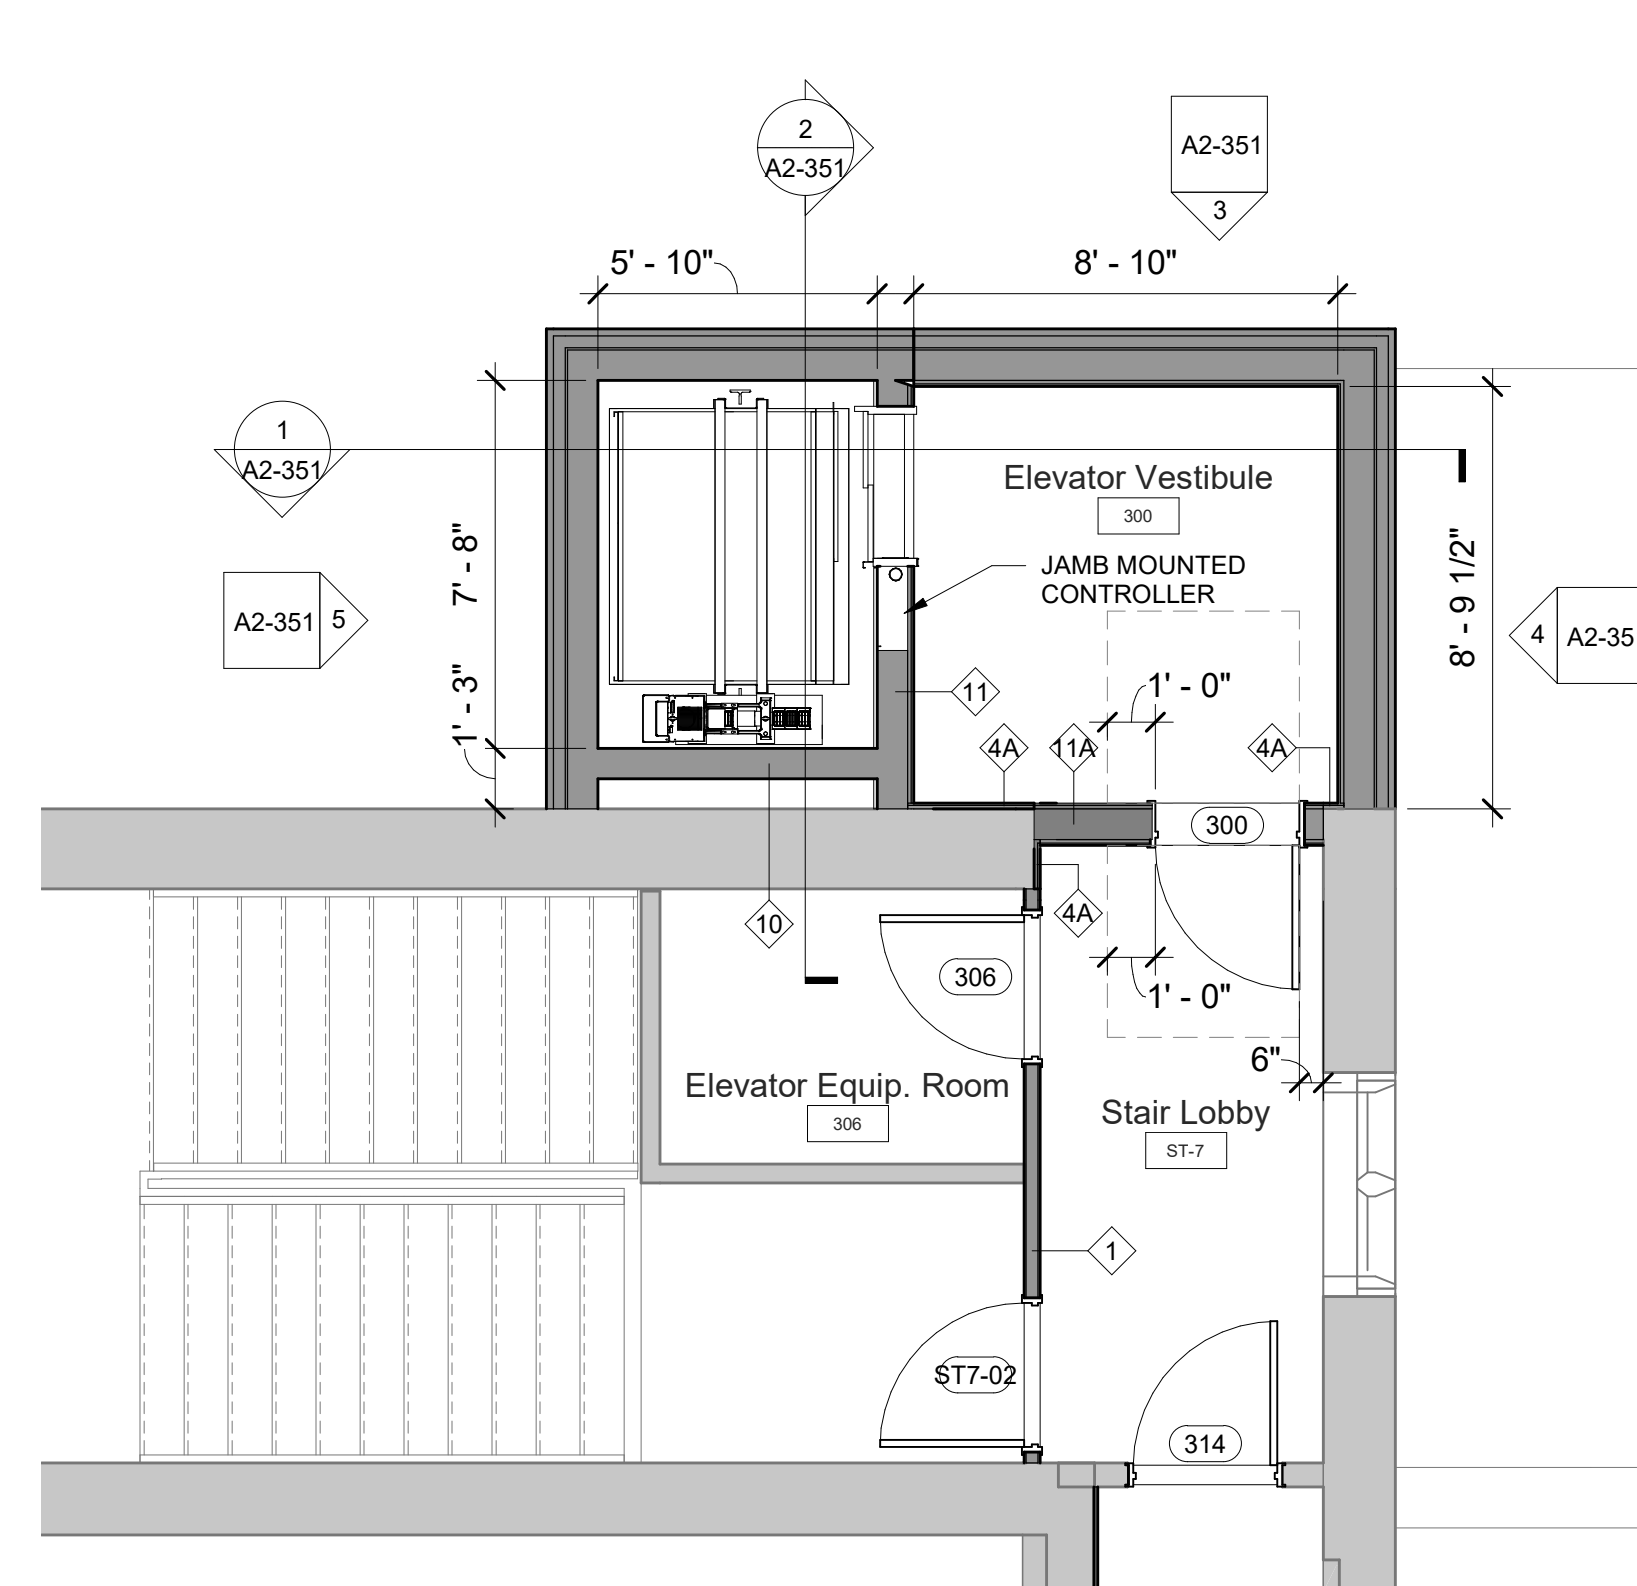 2
A2-351
A2-351
3
5' - 10"
8' - 10"
1
A2-351
Elevator Vestibule
300
7' - 8"
8' - 9 1/2"
JAMB MOUNTED
CONTROLLER
A2-351
5
4
A2-35
1' - 3"
11
1' - 0"
4A
11A
4A
300
10
4A
306
1' - 0"
6"
Elevator Equip. Room
306
Stair Lobby
ST-7
1
ST7-02
314